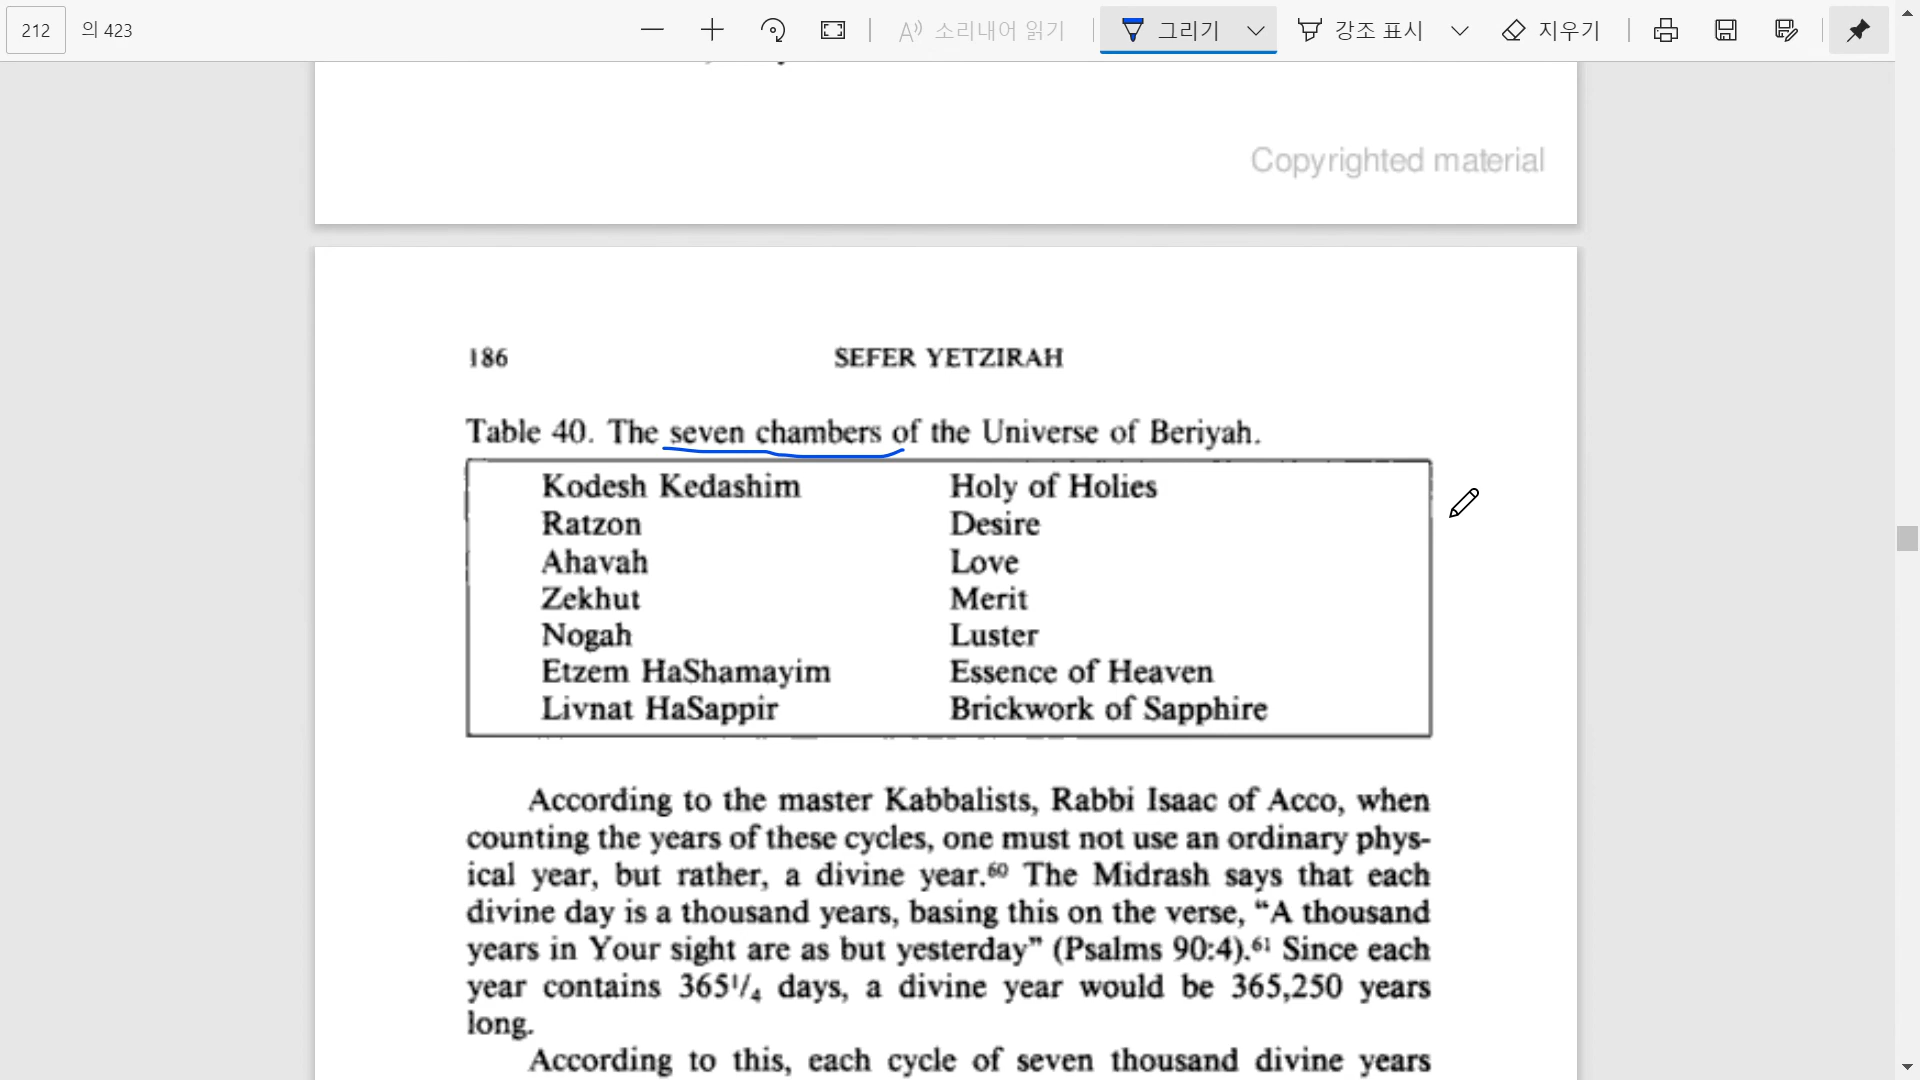 212 의 423 소리내어 읽기 그리기 강조 표시 지우기
Copyrighted material
186 SEFER YETZIRAH
Table 40. The seven chambers of the Universe of Beriyah.
Kodesh Kedashim Holy of Holies
Ratzon Desire
Ahavah Love
Zekhut Merit
Nogah Luster
Etzem HaShamayim Essence of Heaven
Livnat HaSappir Brickwork of Sapphire
According to the master Kabbalists, Rabbi Isaac of Acco, when
counting the years of these cycles, one must not use an ordinary phys-
ical year, but rather, a divine year.⁶⁰ The Midrash says that each
divine day is a thousand years, basing this on the verse, “A thousand
years in Your sight are as but yesterday” (Psalms 90:4).⁶¹ Since each
year contains 365¹/₄ days, a divine year would be 365,250 years
long.
According to this, each cycle of seven thousand divine years